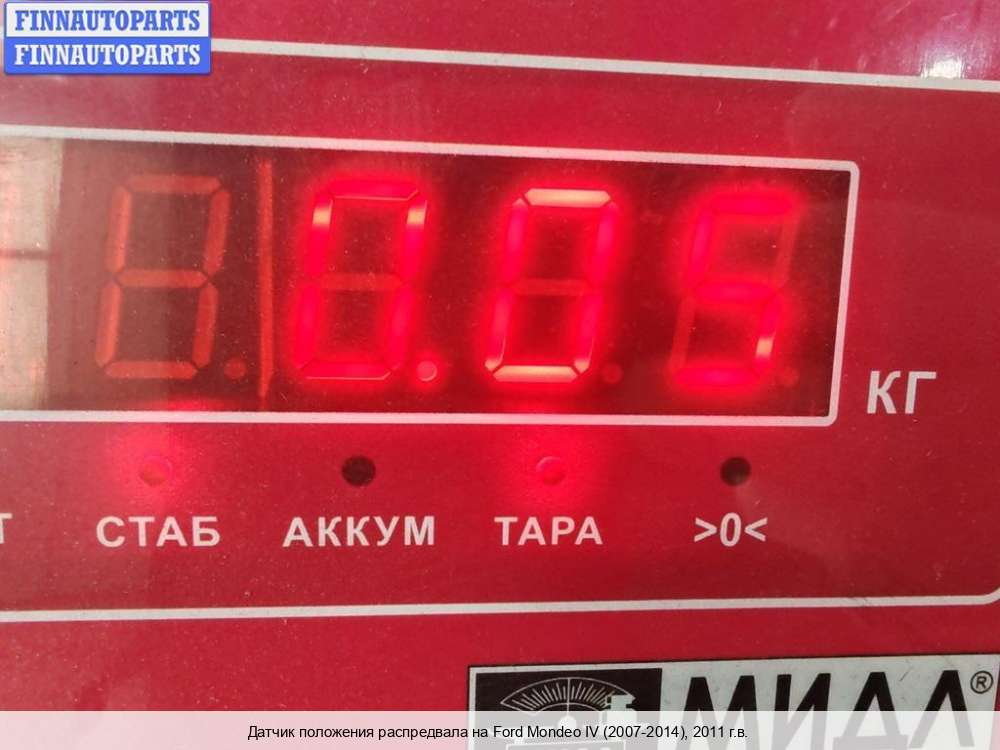 FINNAUTOPARTS
FINNAUTOPARTS
0.05
КГ
СТАБ АККУМ ТАРА >0<
МИДЛ®
Датчик положения распредвала на Ford Mondeo IV (2007-2014), 2011 г.в.